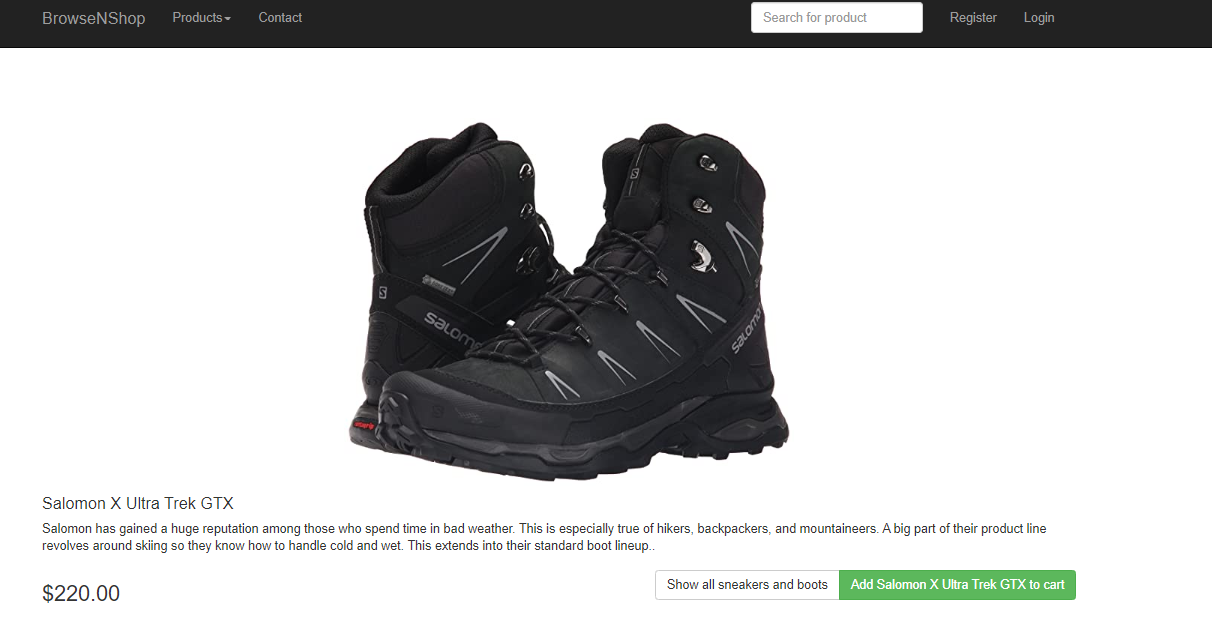 BrowseNShop
Products
Contact
Search for product
Register
Login
S
S
SALOMO
SALOMO
Salomon X Ultra Trek GTX
Salomon has gained a huge reputation among those who spend time in bad weather. This is especially true of hikers, backpackers, and mountaineers. A big part of their product line
revolves around skiing so they know how to handle cold and wet. This extends into their standard boot lineup..
$220.00
Show all sneakers and boots
Add Salomon X Ultra Trek GTX to cart